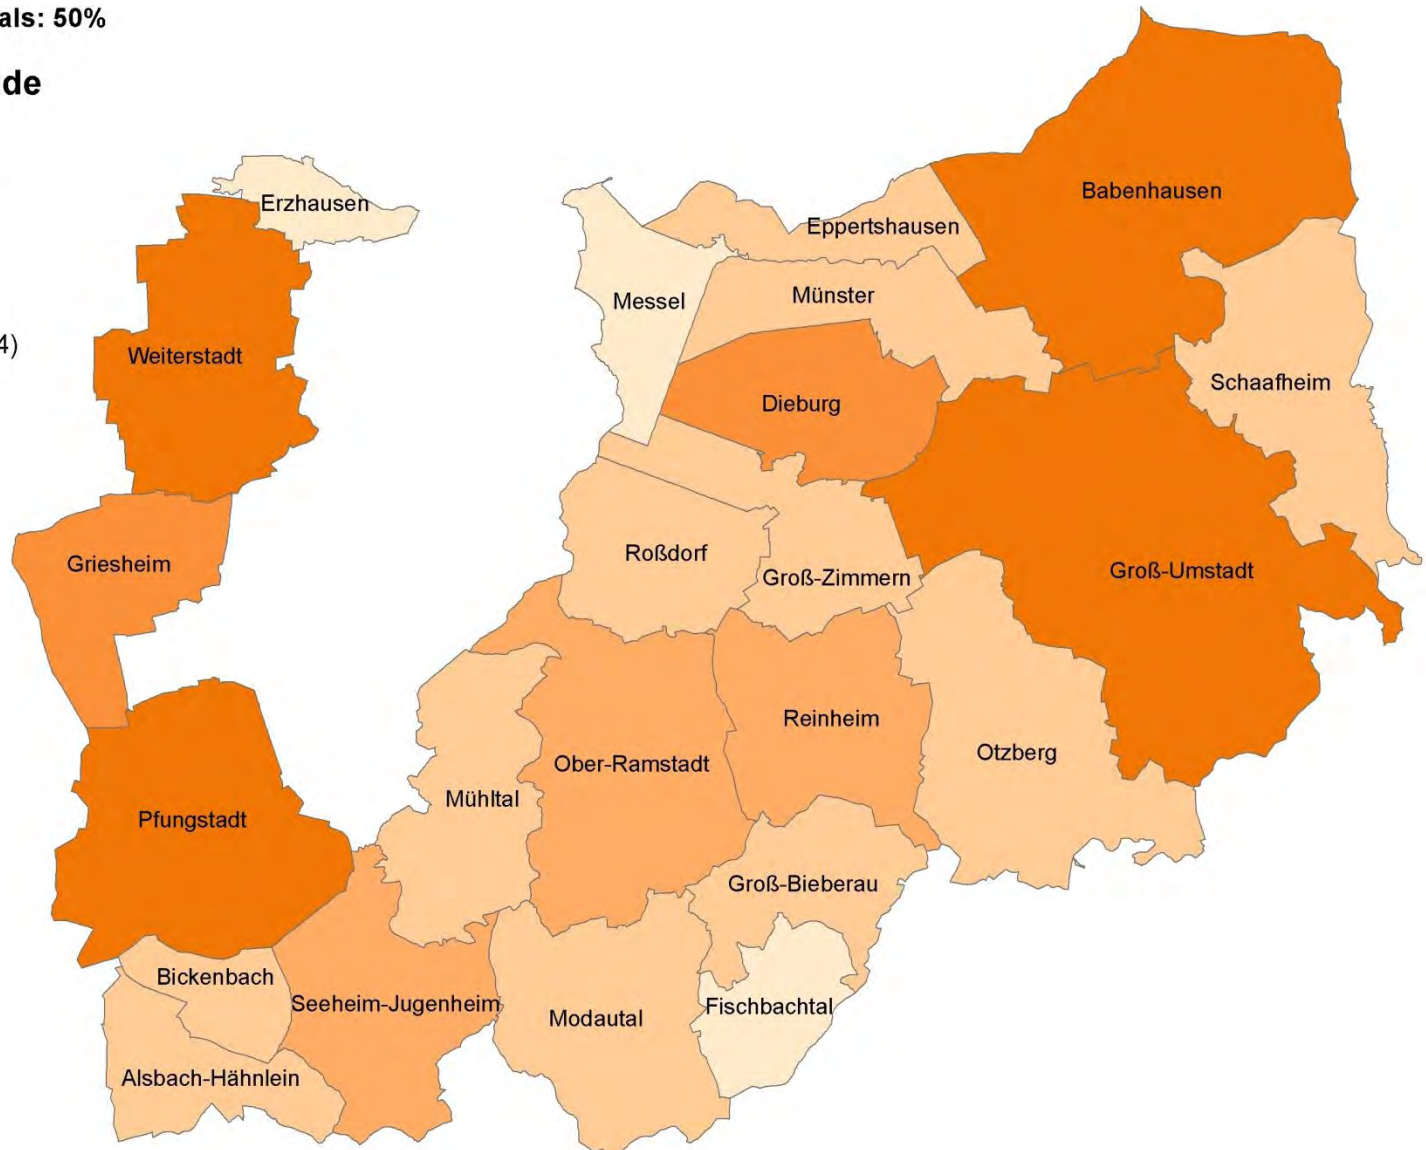 als: 50%
de
Erzhausen
Babenhausen
Eppertshausen
Messel
Münster
4)
Weiterstadt
Schaafheim
Dieburg
Roßdorf
Griesheim
Groß-Umstadt
Groß-Zimmern
Reinheim
Otzberg
Ober-Ramstadt
Mühltal
Pfungstadt
Groß-Bieberau
Bickenbach
Seeheim-Jugenheim
Fischbachtal
Modautal
Alsbach-Hähnlein